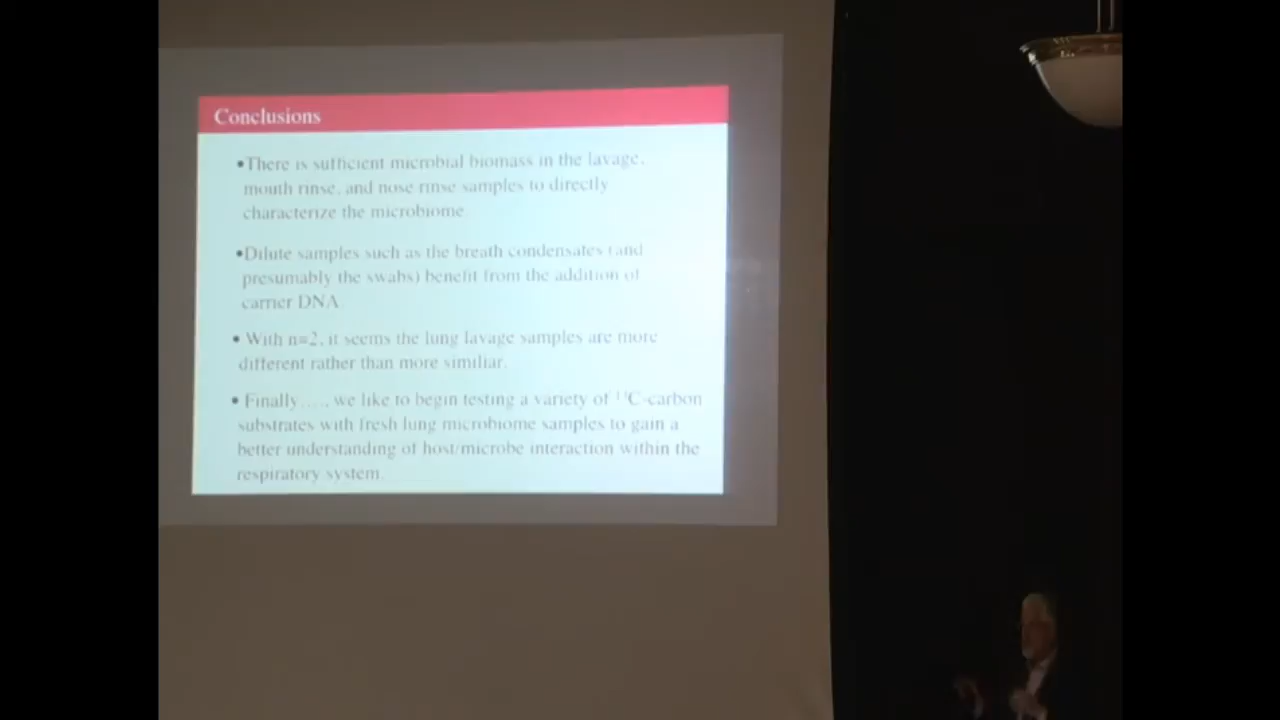 Conclusions
•There is sufficient microbial biomass in the lavage,
mouth rinse, and nose rinse samples to directly
characterize the microbiome.
•Dilute samples such as the breath condensates (and
presumably the swabs) benefit from the addition of
carrier DNA
• With n=2, it seems the lung lavage samples are more
different rather than more similiar.
• Finally…., we like to begin testing a variety of ¹³C-carbon
substrates with fresh lung microbiome samples to gain a
better understanding of host/microbe interaction within the
respiratory system.